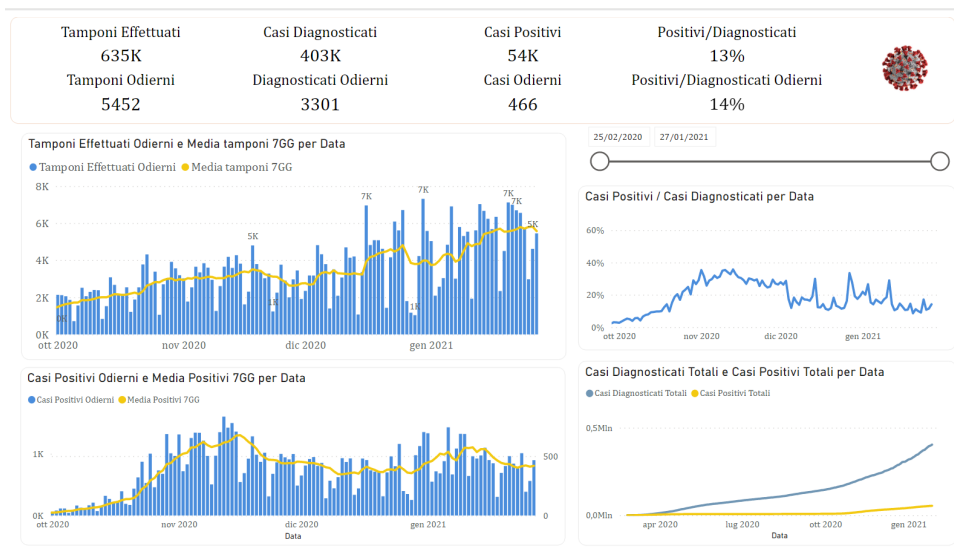 Tamponi Effettuati Casi Diagnosticati Casi Positivi Positivi/Diagnosticati
635K 403K 54K 13%
Tamponi Odierni Diagnosticati Odierni Casi Odierni Positivi/Diagnosticati Odierni
5452 3301 466 14%
Tamponi Effettuati Odierni e Media tamponi 7GG per Data
Tamponi Effettuati Odierni Media tamponi 7GG
8K
6K
4K
2K
0K
0K 5K 1K 7K 1K 7K 7K 7K 5K
ott 2020 nov 2020 dic 2020 gen 2021
25/02/2020 27/01/2021
Casi Positivi / Casi Diagnosticati per Data
60%
40%
20%
0%
ott 2020 nov 2020 dic 2020 gen 2021
Casi Positivi Odierni e Media Positivi 7GG per Data
Casi Positivi Odierni Media Positivi 7GG
1K 500
0K 0
ott 2020 nov 2020 dic 2020 gen 2021
Data
Casi Diagnosticati Totali e Casi Positivi Totali per Data
Casi Diagnosticati Totali Casi Positivi Totali
0,5Mln
0,0Mln
apr 2020 lug 2020 ott 2020 gen 2021
Data